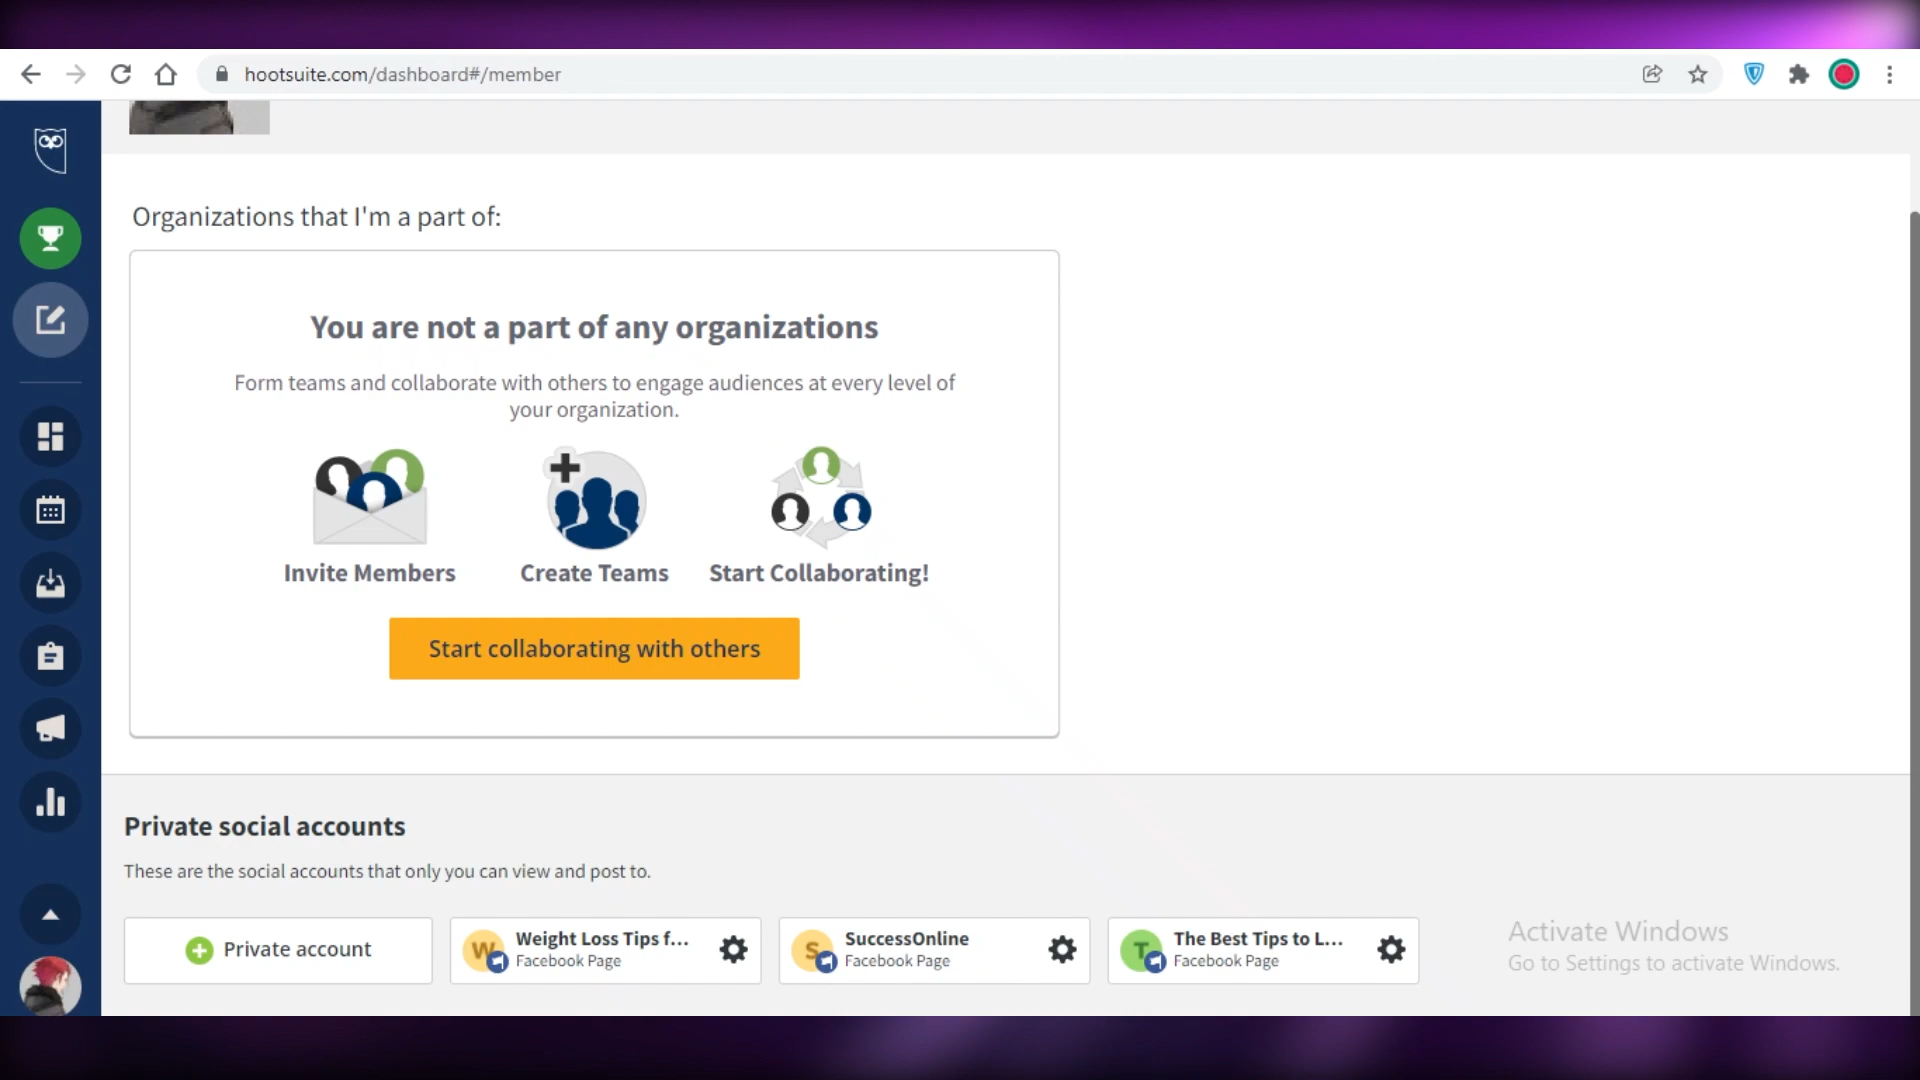 hootsuite.com/dashboard#/member
Organizations that I'm a part of:
You are not a part of any organizations
Form teams and collaborate with others to engage audiences at every level of
your organization.
Invite Members
Create Teams
Start Collaborating!
Start collaborating with others
Private social accounts
These are the social accounts that only you can view and post to.
Private account
W
Weight Loss Tips f...
Facebook Page
S
SuccessOnline
Facebook Page
T
The Best Tips to L...
Facebook Page
Activate Windows
Go to Settings to activate Windows.